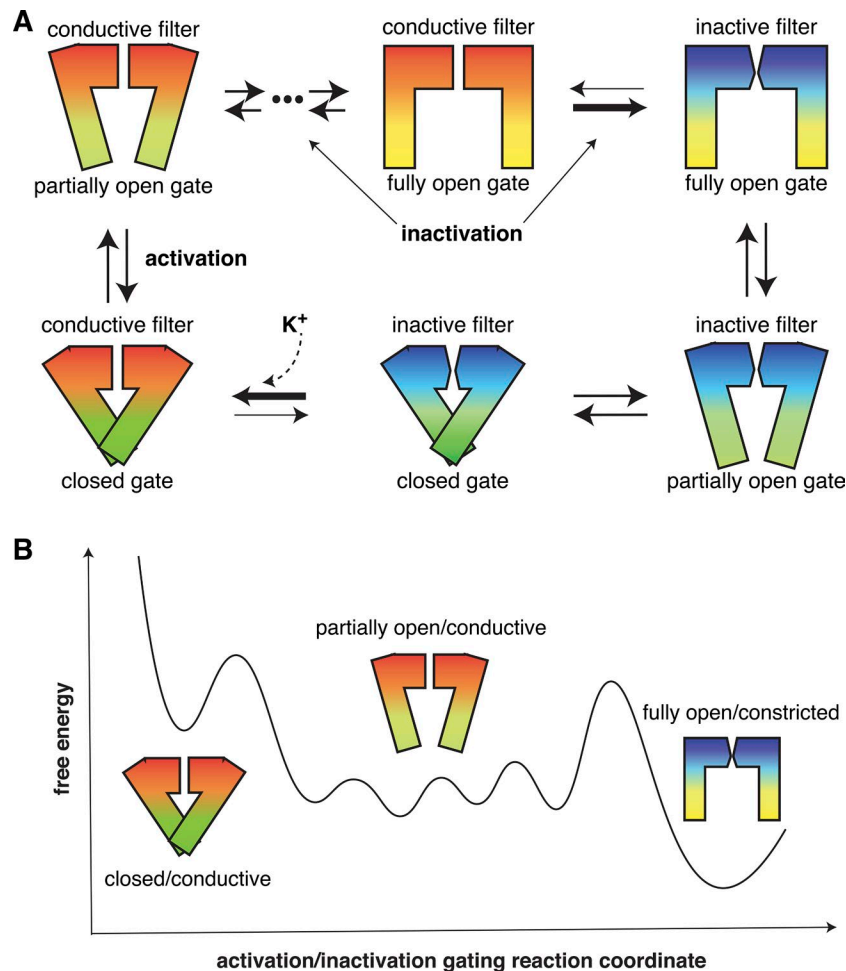 A
conductive filter
conductive filter
inactive filter
partially open gate
fully open gate
fully open gate
inactivation
activation
conductive filter
K+
inactive filter
inactive filter
closed gate
closed gate
partially open gate
B
free energy
partially open/conductive
fully open/constricted
closed/conductive
activation/inactivation gating reaction coordinate